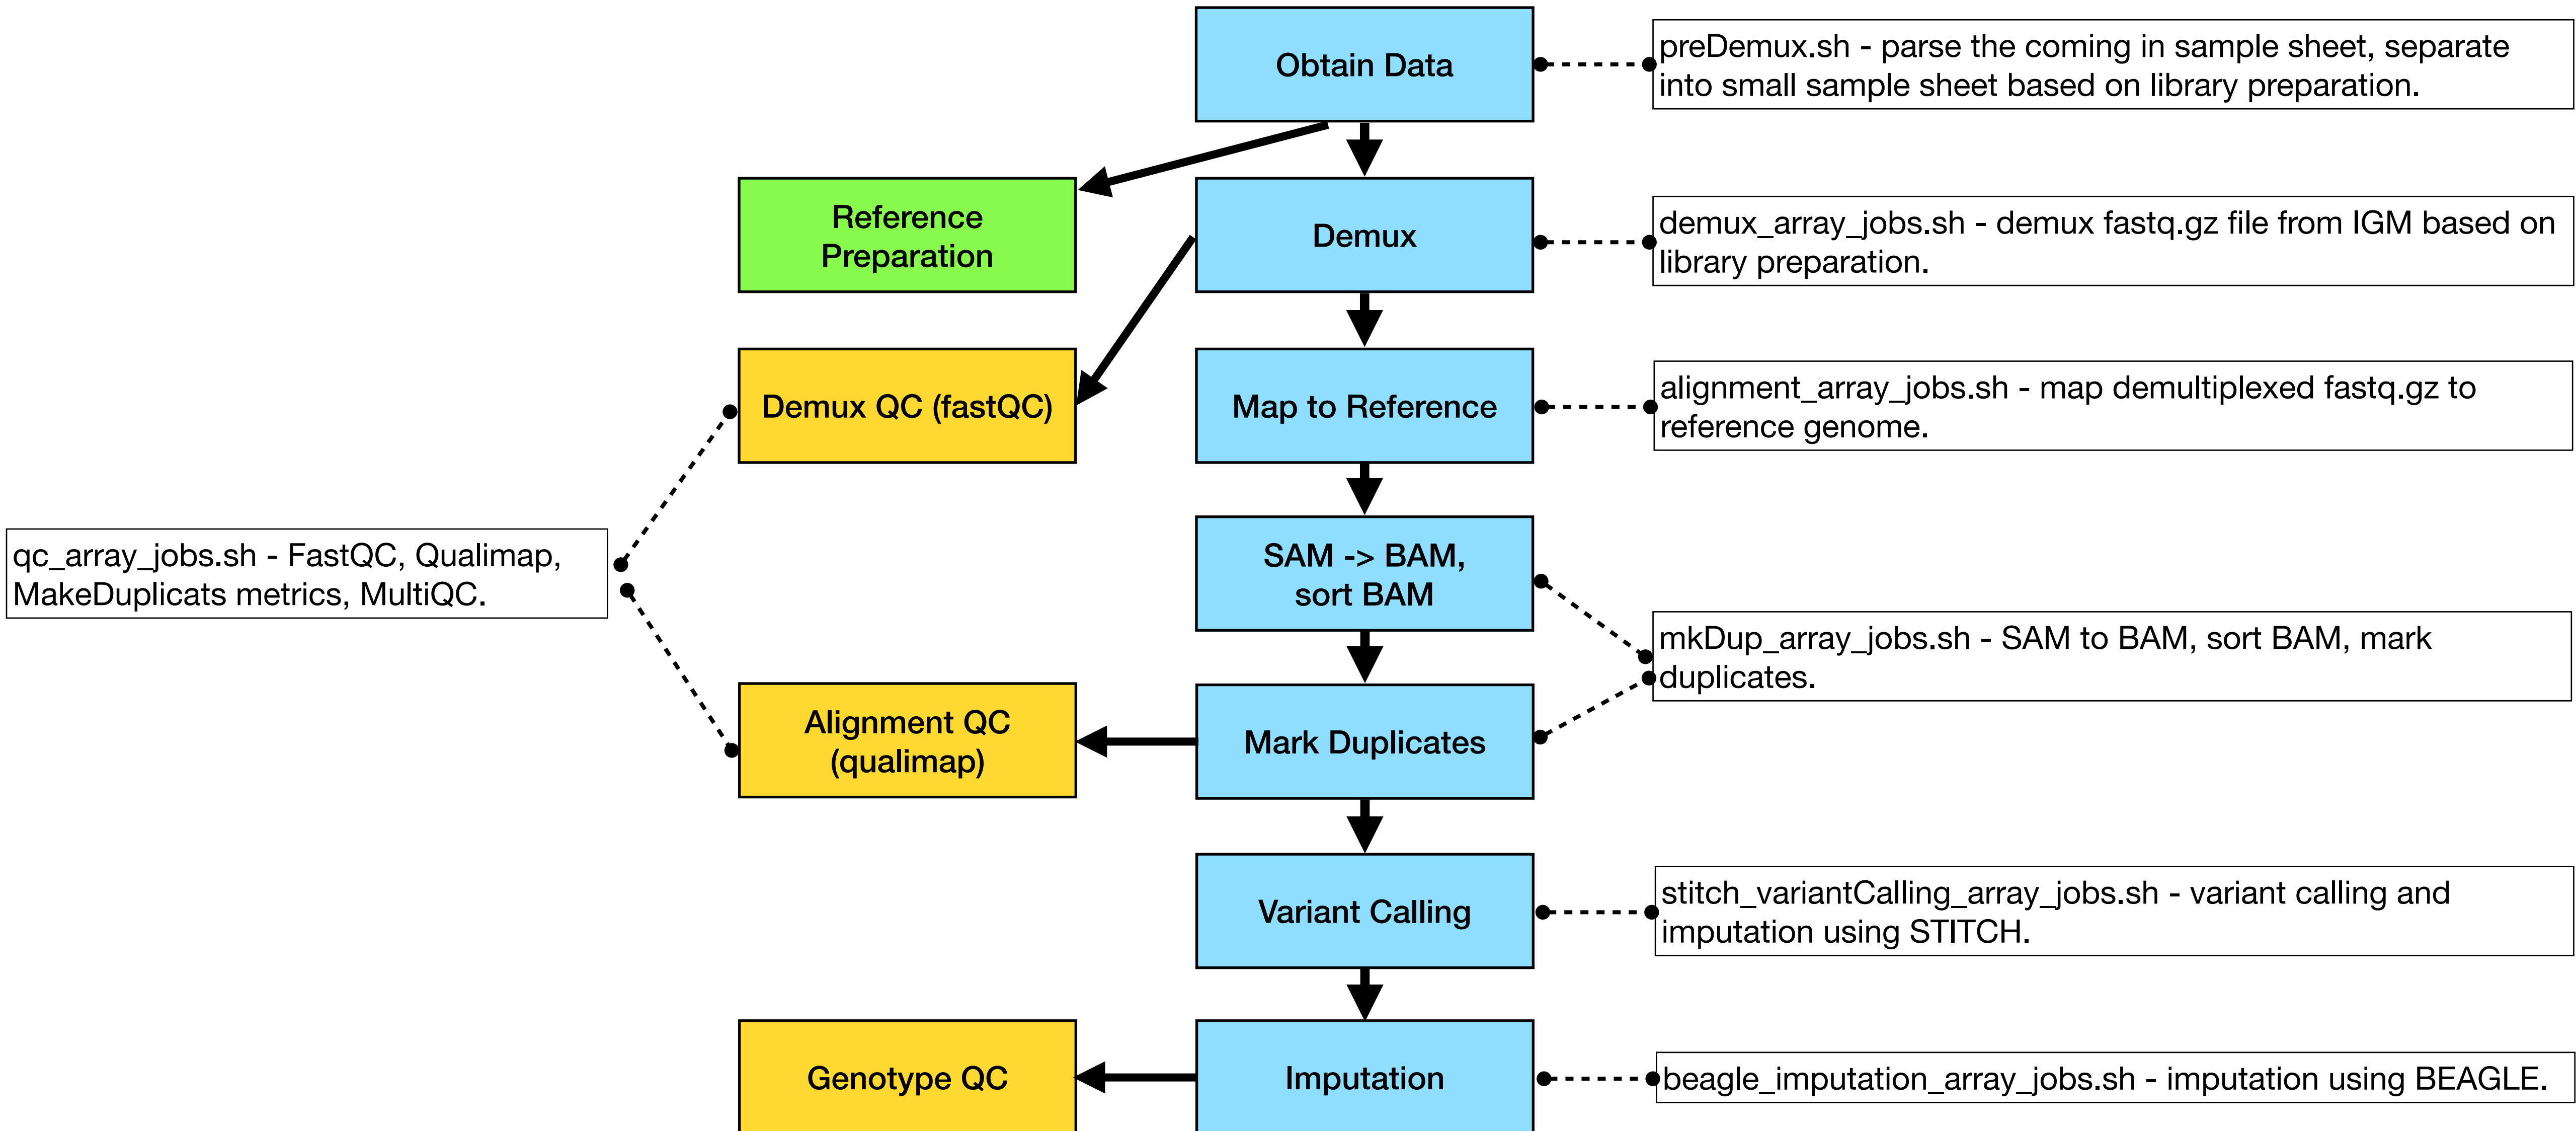 Obtain Data
preDemux.sh - parse the coming in sample sheet, separate
into small sample sheet based on library preparation.
Reference
Preparation
Demux
demux_array_jobs.sh - demux fastq.gz file from IGM based on
library preparation.
Demux QC (fastQC)
Map to Reference
alignment_array_jobs.sh - map demultiplexed fastq.gz to
reference genome.
qc_array_jobs.sh - FastQC, Qualimap,
MakeDuplicats metrics, MultiQC.
SAM -> BAM,
sort BAM
mkDup_array_jobs.sh - SAM to BAM, sort BAM, mark
duplicates.
Alignment QC
(qualimap)
Mark Duplicates
Variant Calling
stitch_variantCalling_array_jobs.sh - variant calling and
imputation using STITCH.
Genotype QC
Imputation
beagle_imputation_array_jobs.sh - imputation using BEAGLE.